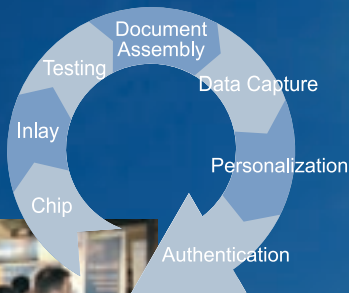 Document
Assembly
Testing
Data Capture
Inlay
Personalization
Chip
Authentication